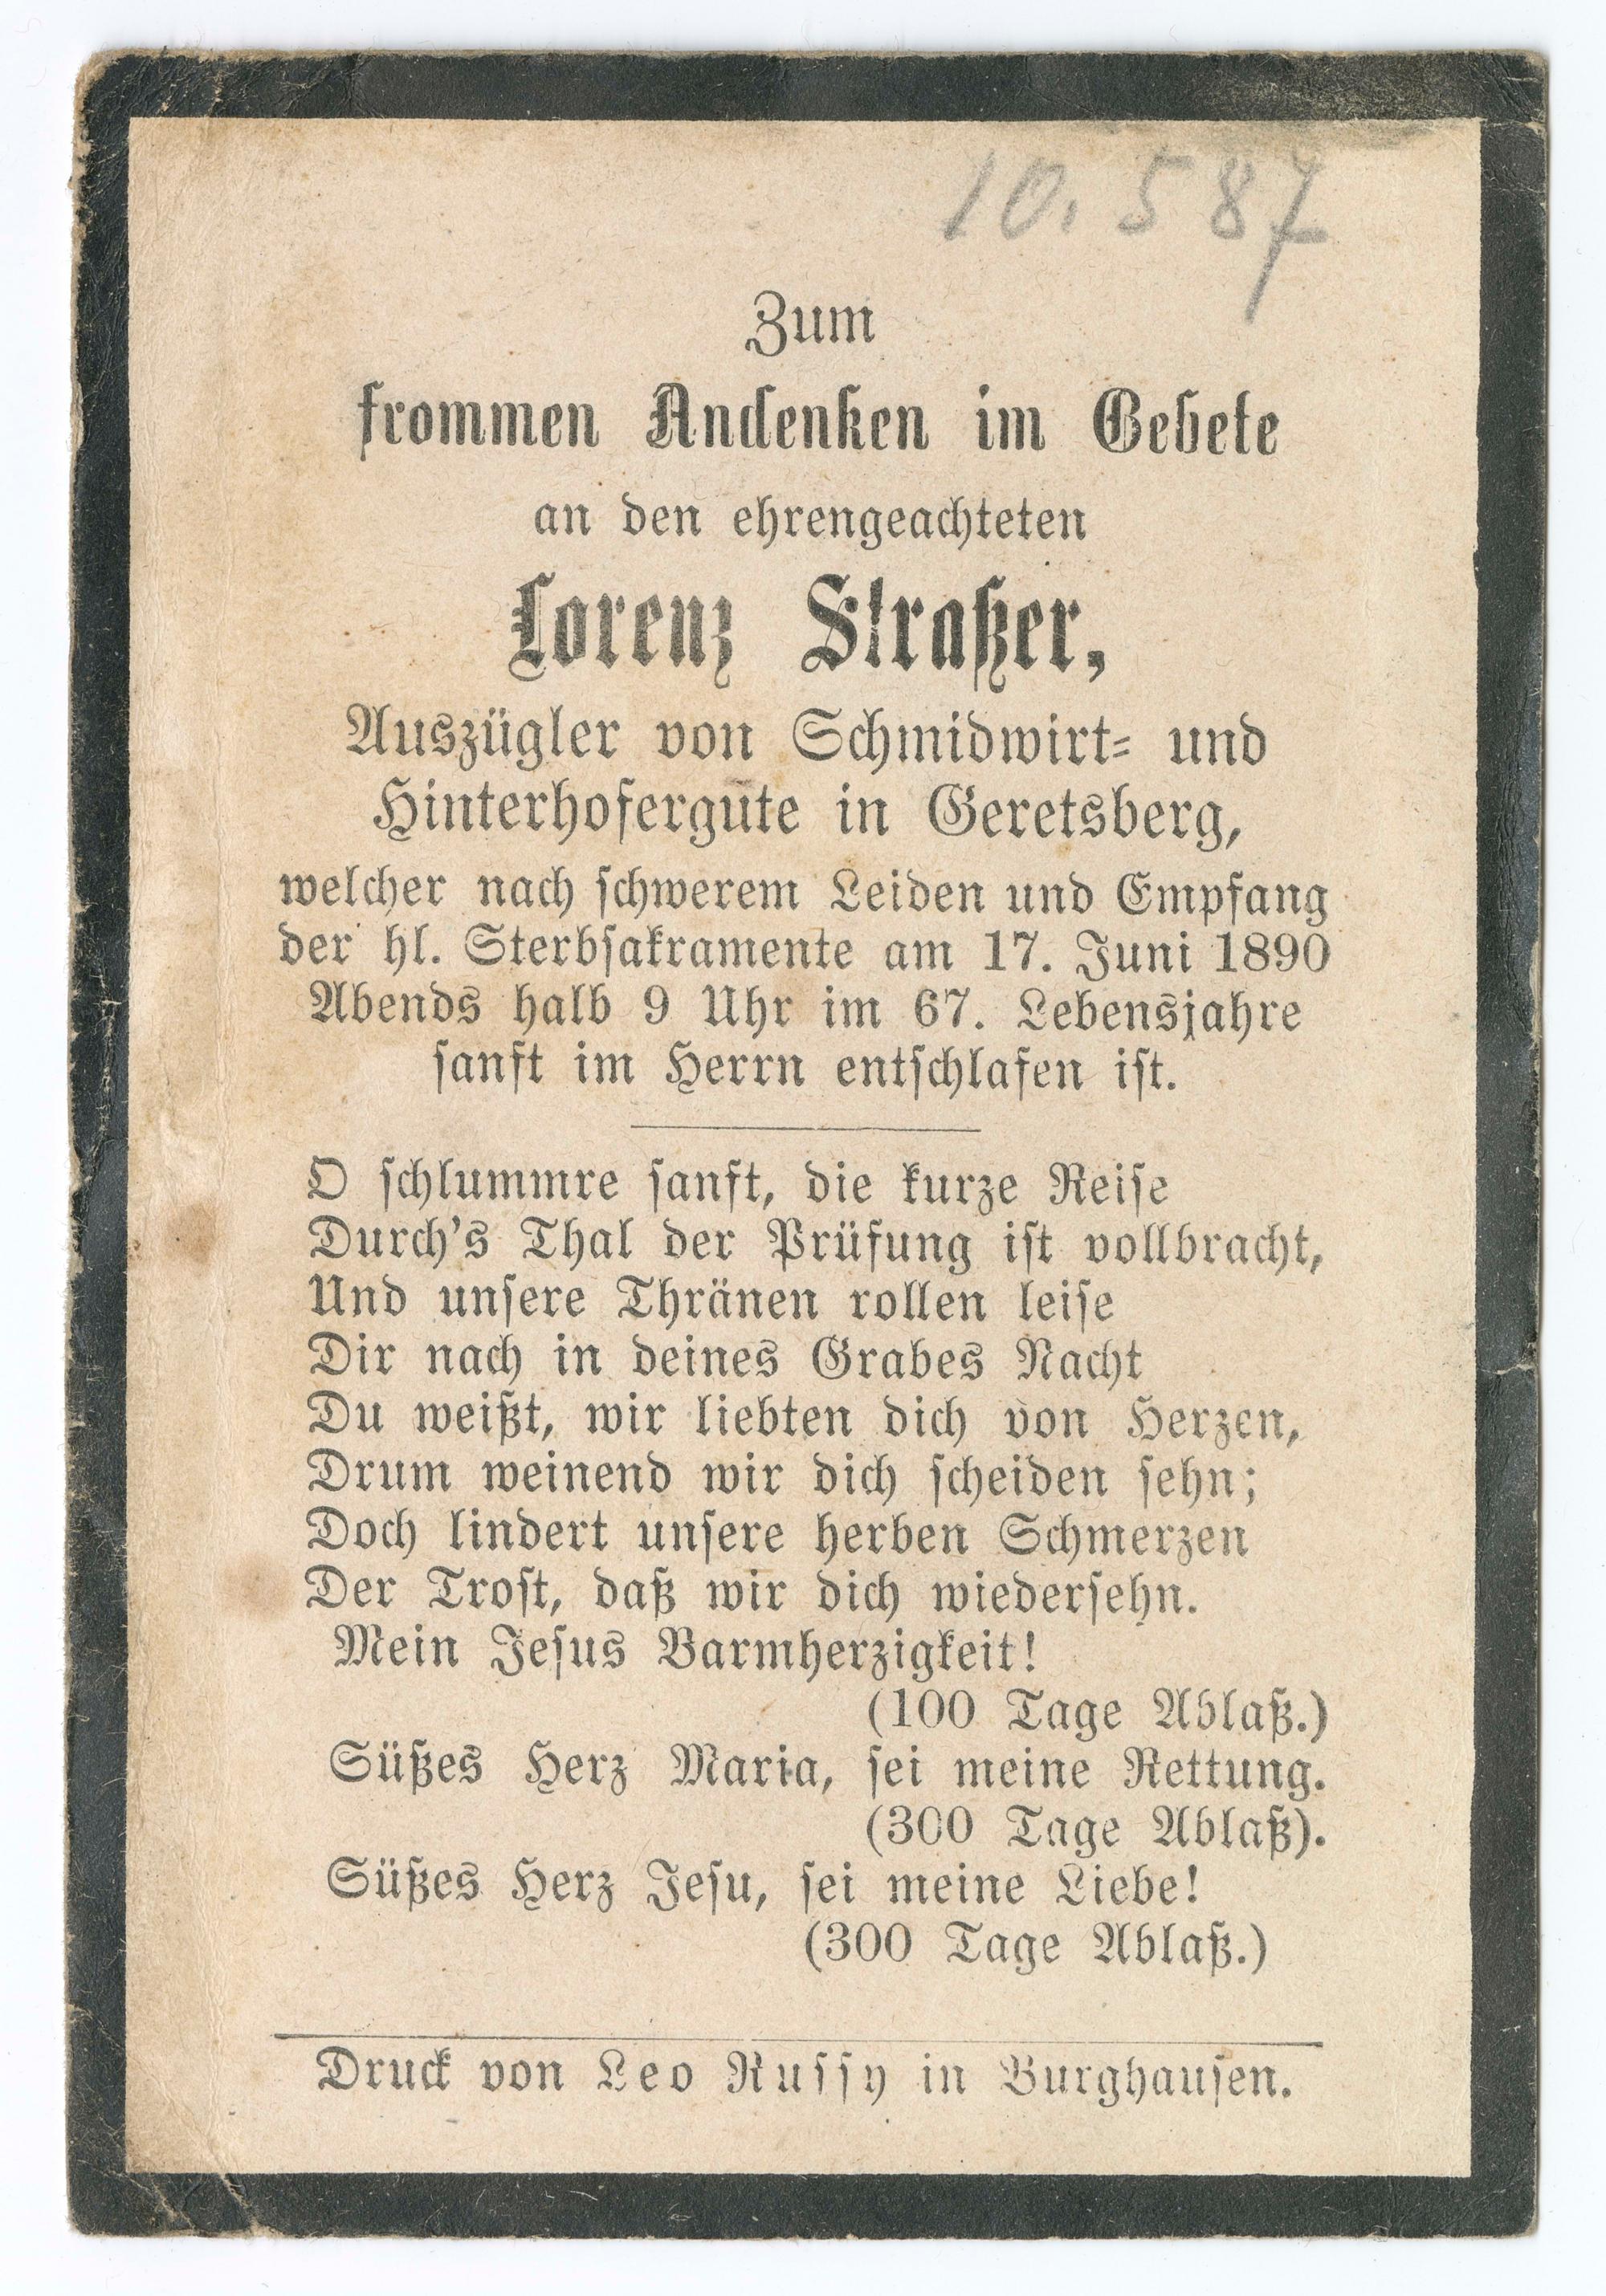 10.587
Zum
frommen Andenken im Gebete
an den ehrengeachteten
Lorenz Straßer,
Auszügler von Schmidwirt- und
Hinterhofergute in Geretsberg,
welcher nach schwerem Leiden und Empfang
der hl. Sterbsakramente am 17. Juni 1890
Abends halb 9 Uhr im 67. Lebensjahre
sanft im Herrn entschlafen ist.
O schlummre sanft, die kurze Reise
Durch's Thal der Prüfung ist vollbracht,
Und unsere Thränen rollen leise
Dir nach in deines Grabes Nacht
Du weißt, wir liebten dich von Herzen,
Drum weinend wir dich scheiden sehn;
Doch lindert unsere herben Schmerzen
Der Trost, daß wir dich wiedersehn.
Mein Jesus Barmherzigkeit!
(100 Tage Ablaß.)
Süßes Herz Maria, sei meine Rettung.
(300 Tage Ablaß).
Süßes Herz Jesu, sei meine Liebe!
(300 Tage Ablaß.)
Druck von Leo Russy in Burghausen.